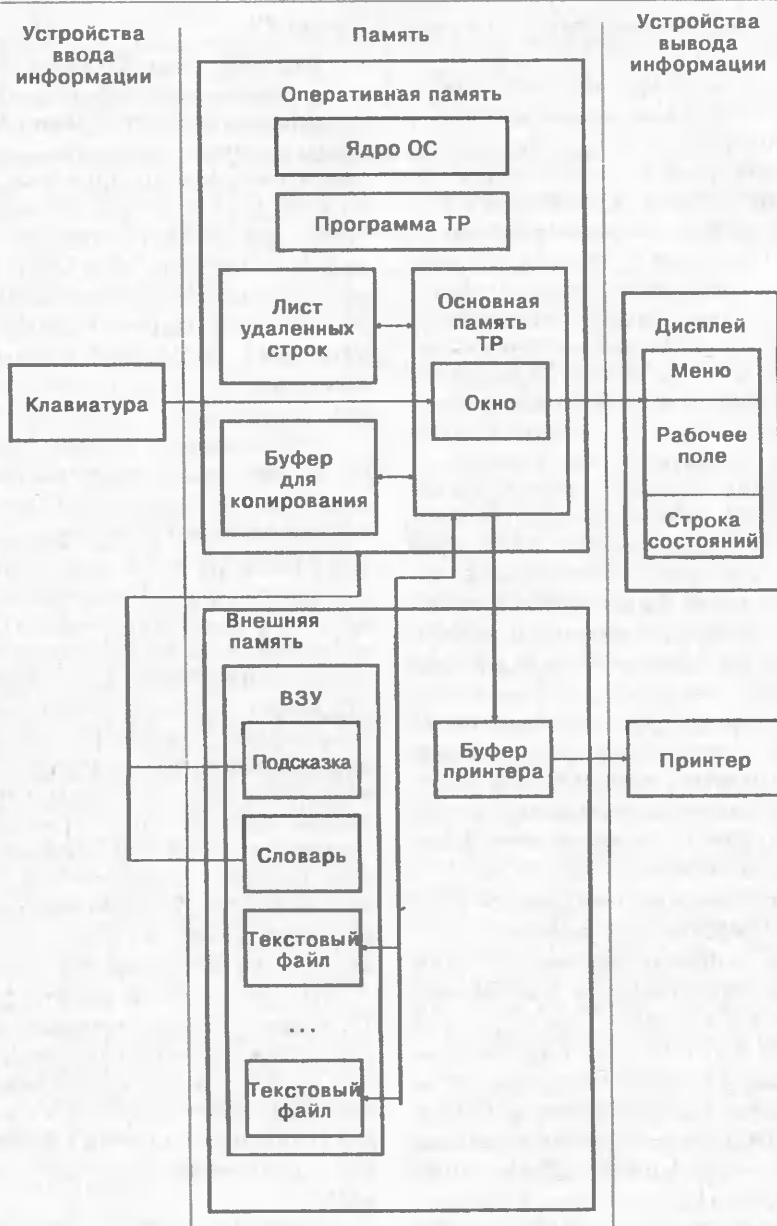 Устройства
ввода
информации
Память
Устройства
вывода
информации
Оперативная память
Ядро ОС
Программа ТР
Лист
удаленных
строк
Основная
память
ТР
Окно
Клавиатура
Буфер
для
копирования
Дисплей
Меню
Рабочее
поле
Строка
состояний
Внешняя
память
ВЗУ
Подсказка
Словарь
Текстовый
файл
...
Текстовый
файл
Буфер
принтера
Принтер